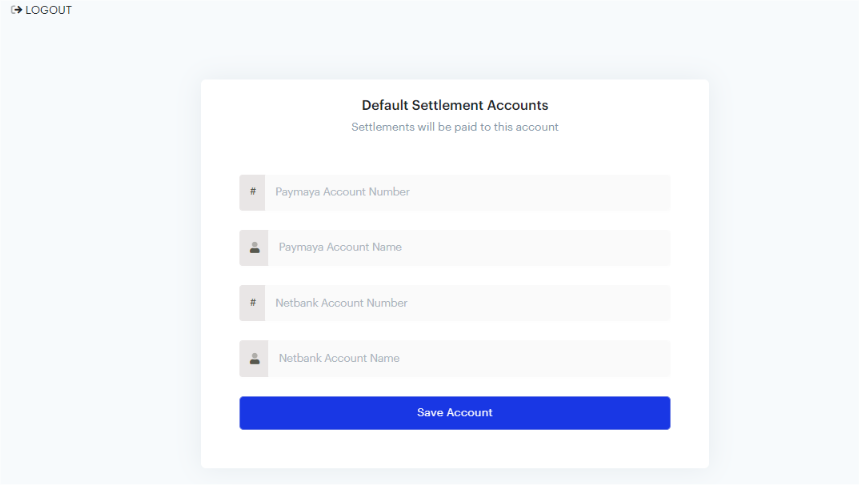 LOGOUT
Default Settlement Accounts
Settlements will be paid to this account
# Paymaya Account Number
Paymaya Account Name
# Netbank Account Number
Netbank Account Name
Save Account